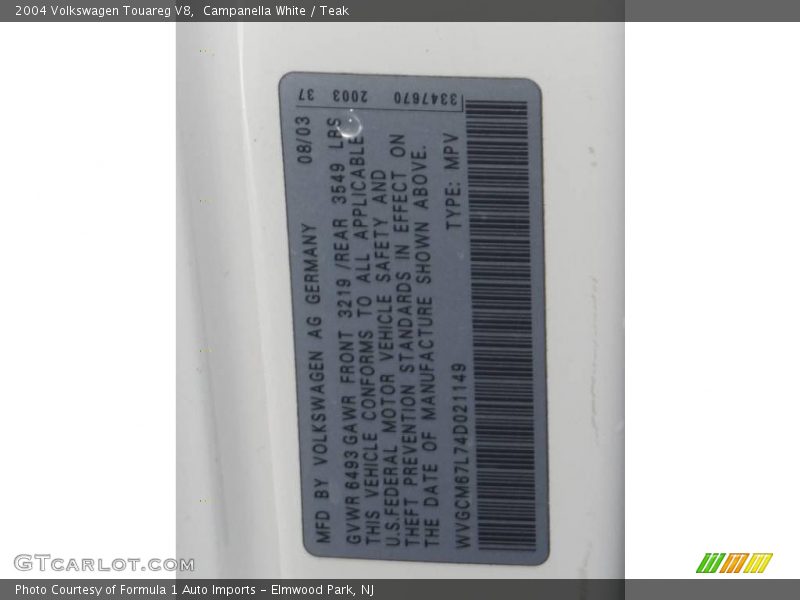 2004 Volkswagen Touareg V8, Campanella White / Teak
MFD BY VOLKSWAGEN AG GERMANY 08/03
GVWR 6493 GAWR FRONT 3219 /REAR 3549 LBS
THIS VEHICLE CONFORMS TO ALL APPLICABLE
U.S.FEDERAL MOTOR VEHICLE SAFETY AND
THEFT PREVENTION STANDARDS IN EFFECT ON
THE DATE OF MANUFACTURE SHOWN ABOVE.
WVGCM67L74D021149 TYPE: MPV
3347670 2003 37
GTcarlot.com
Photo Courtesy of Formula 1 Auto Imports - Elmwood Park, NJ